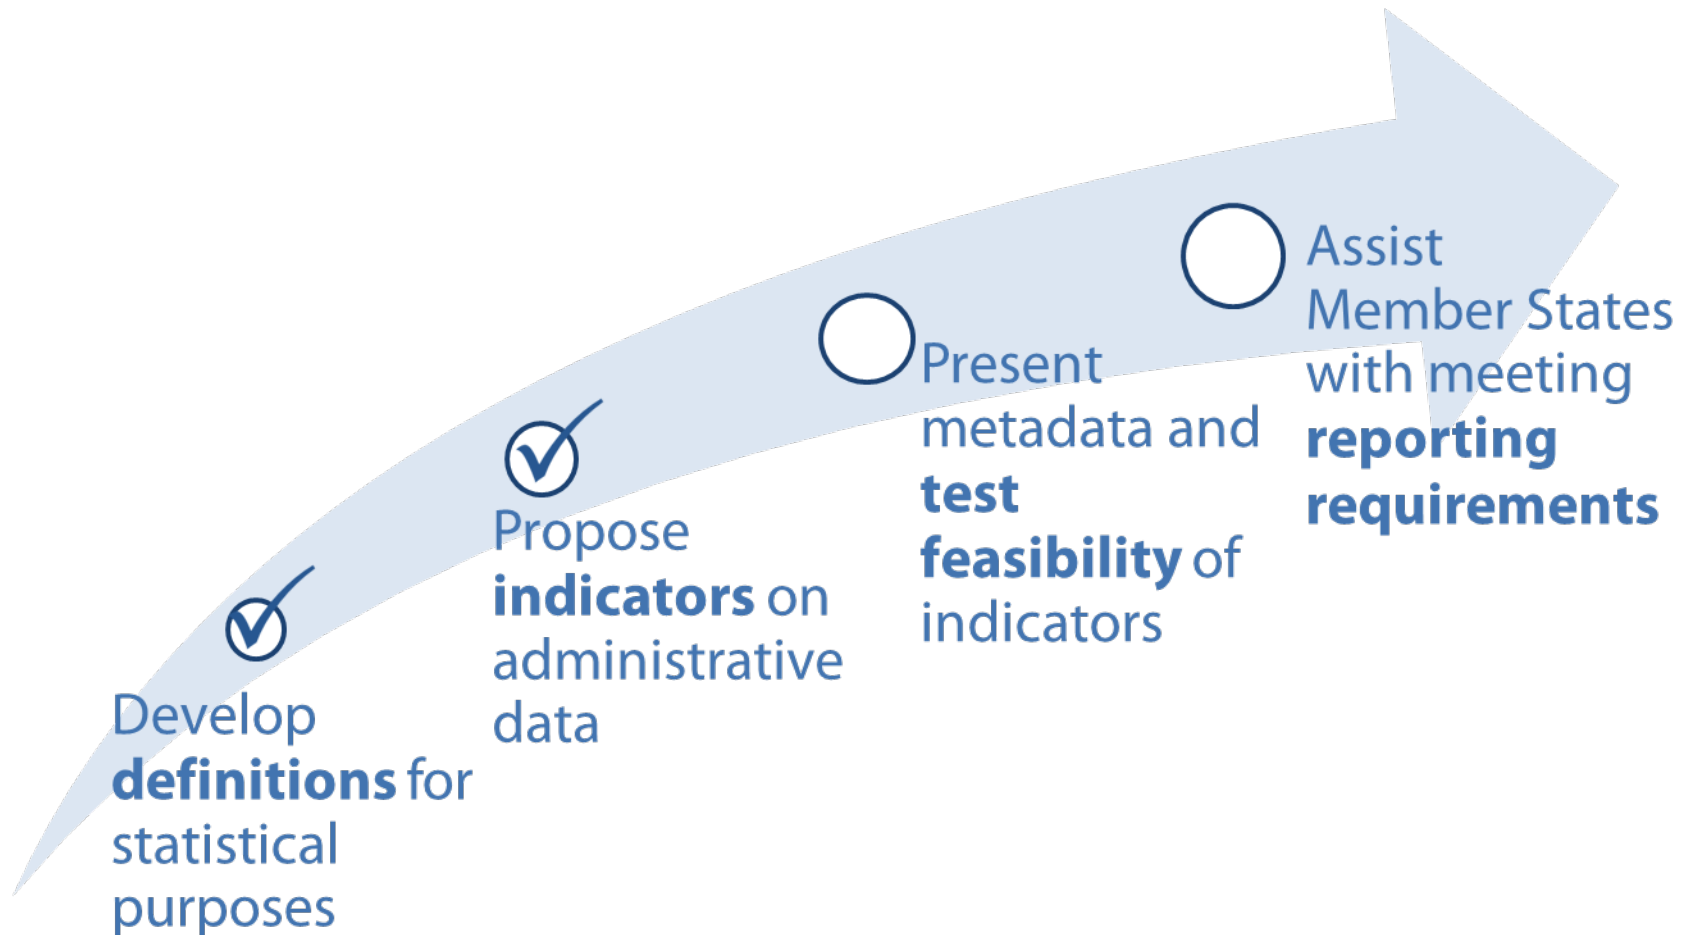 Develop
definitions for
statistical
purposes
Propose
indicators on
administrative
data
Present
metadata and
test
feasibility of
indicators
Assist
Member States
with meeting
reporting
requirements